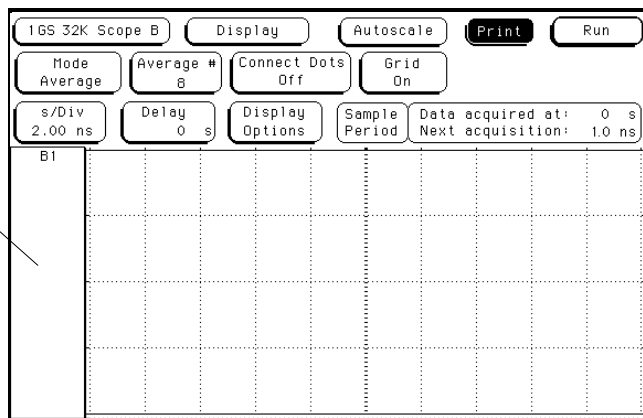 1GS 32K Scope B Display Autoscale Print Run
Mode Average # Connect Dots Grid
Average 8 Off On
s/Div Delay Display Sample Data acquired at: 0 s
2.00 ns 0 s Options Period Next acquisition: 1.0 ns
B1